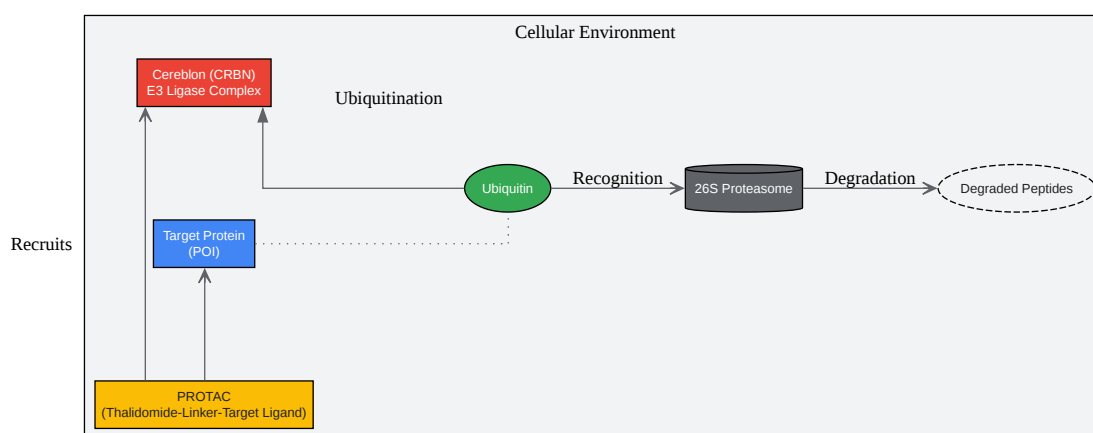 Cellular Environment
Cereblon (CRBN)
E3 Ligase Complex
Ubiquitination
Ubiquitin
Recognition
26S Proteasome
Degradation
Degraded Peptides
Target Protein
(POI)
Recruits
PROTAC
(Thalidomide-Linker-Target Ligand)